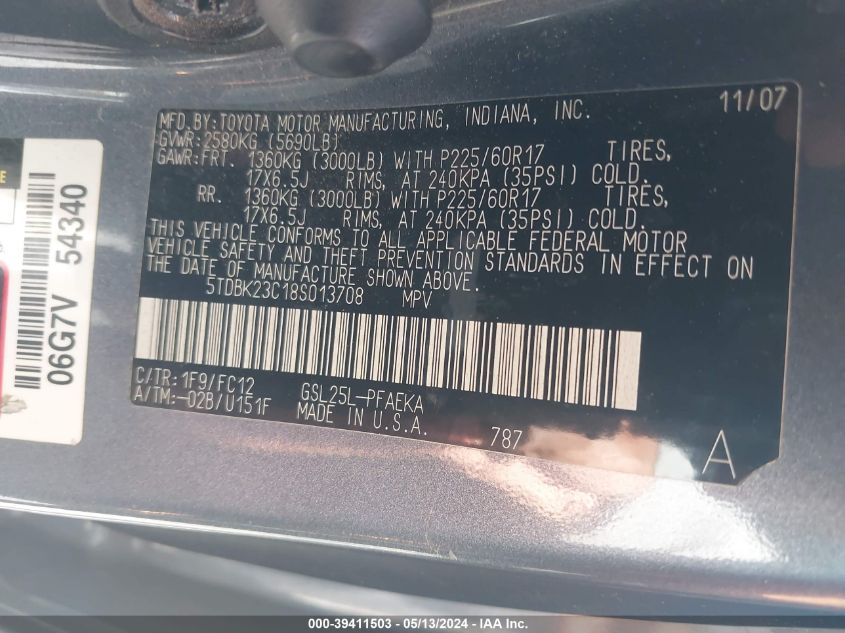 MFD.BY:TOYOTA MOTOR MANUFACTURING, INDIANA, INC. 11/07
GVWR:2580KG (5690LB)
GAWR:FRT. 1360KG (3000LB) WITH P225/60R17 TIRES,
17X6.5J RIMS, AT 240KPA (35PSI) COLD.
RR. 1360KG (3000LB) WITH P225/60R17 TIRES,
17X6.5J RIMS, AT 240KPA (35PSI) COLD.
THIS VEHICLE CONFORMS TO ALL APPLICABLE FEDERAL MOTOR
VEHICLE SAFETY AND THEFT PREVENTION STANDARDS IN EFFECT ON
THE DATE OF MANUFACTURE SHOWN ABOVE.
5TDBK23C18S013708 MPV
C/TR:1F9/FC12 GSL25L-PFAEKA
A/TM:-02B/U151F MADE IN U.S.A. 787 A
06G7V 54340
000-39411503 - 05/13/2024 - Copyright - IAA, Inc.